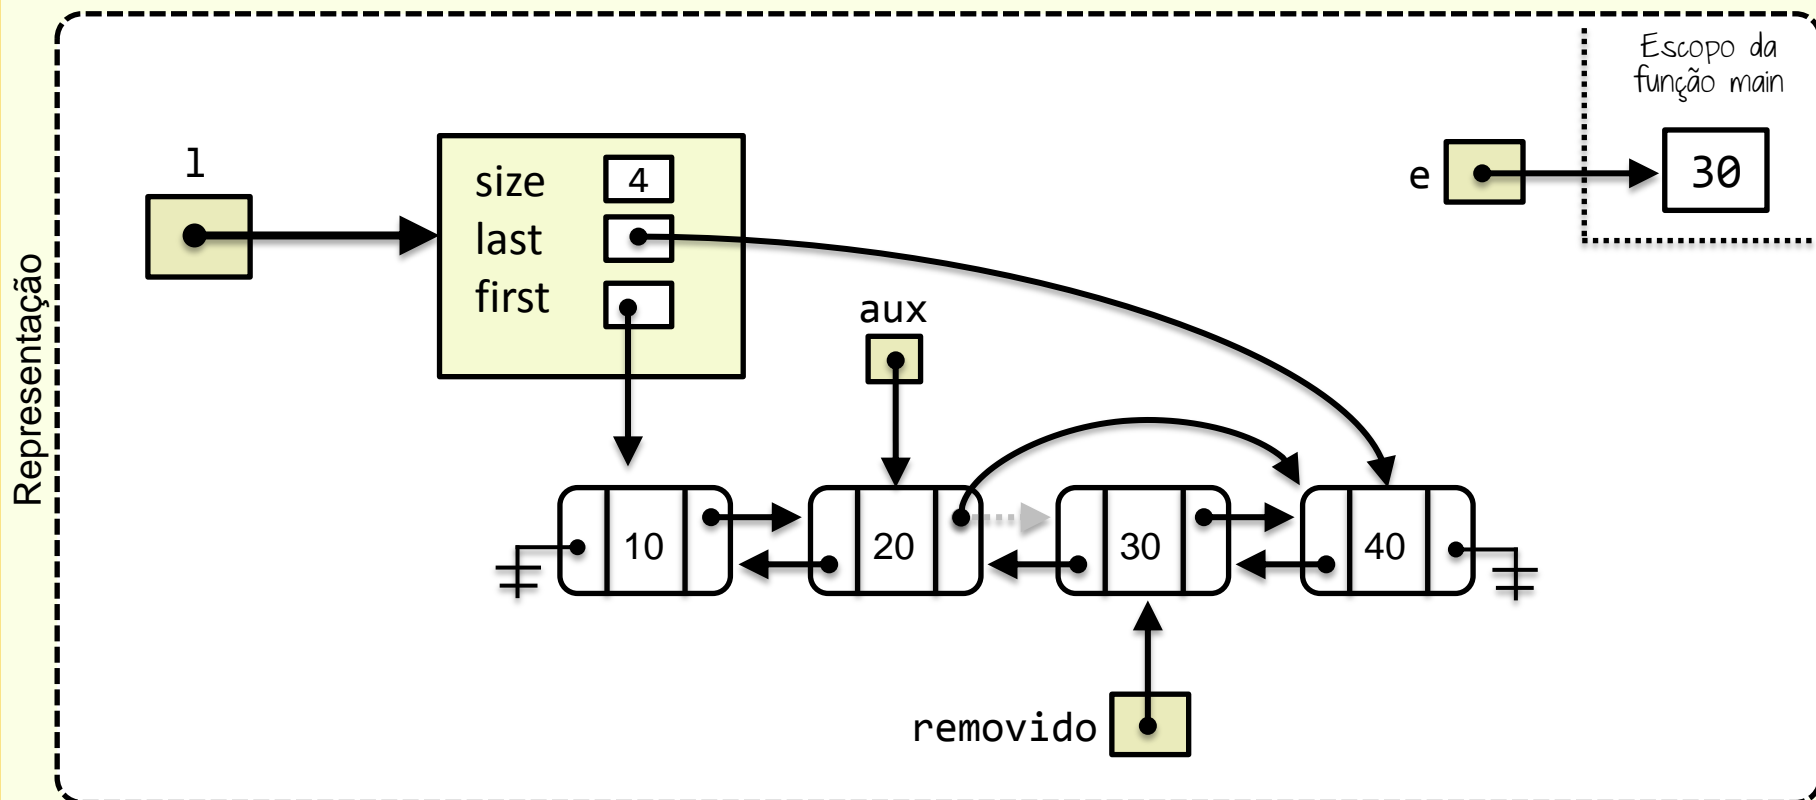 Representação
Escopo da
função main
l
size 4
last
first
e
30
aux
10
20
30
40
removido